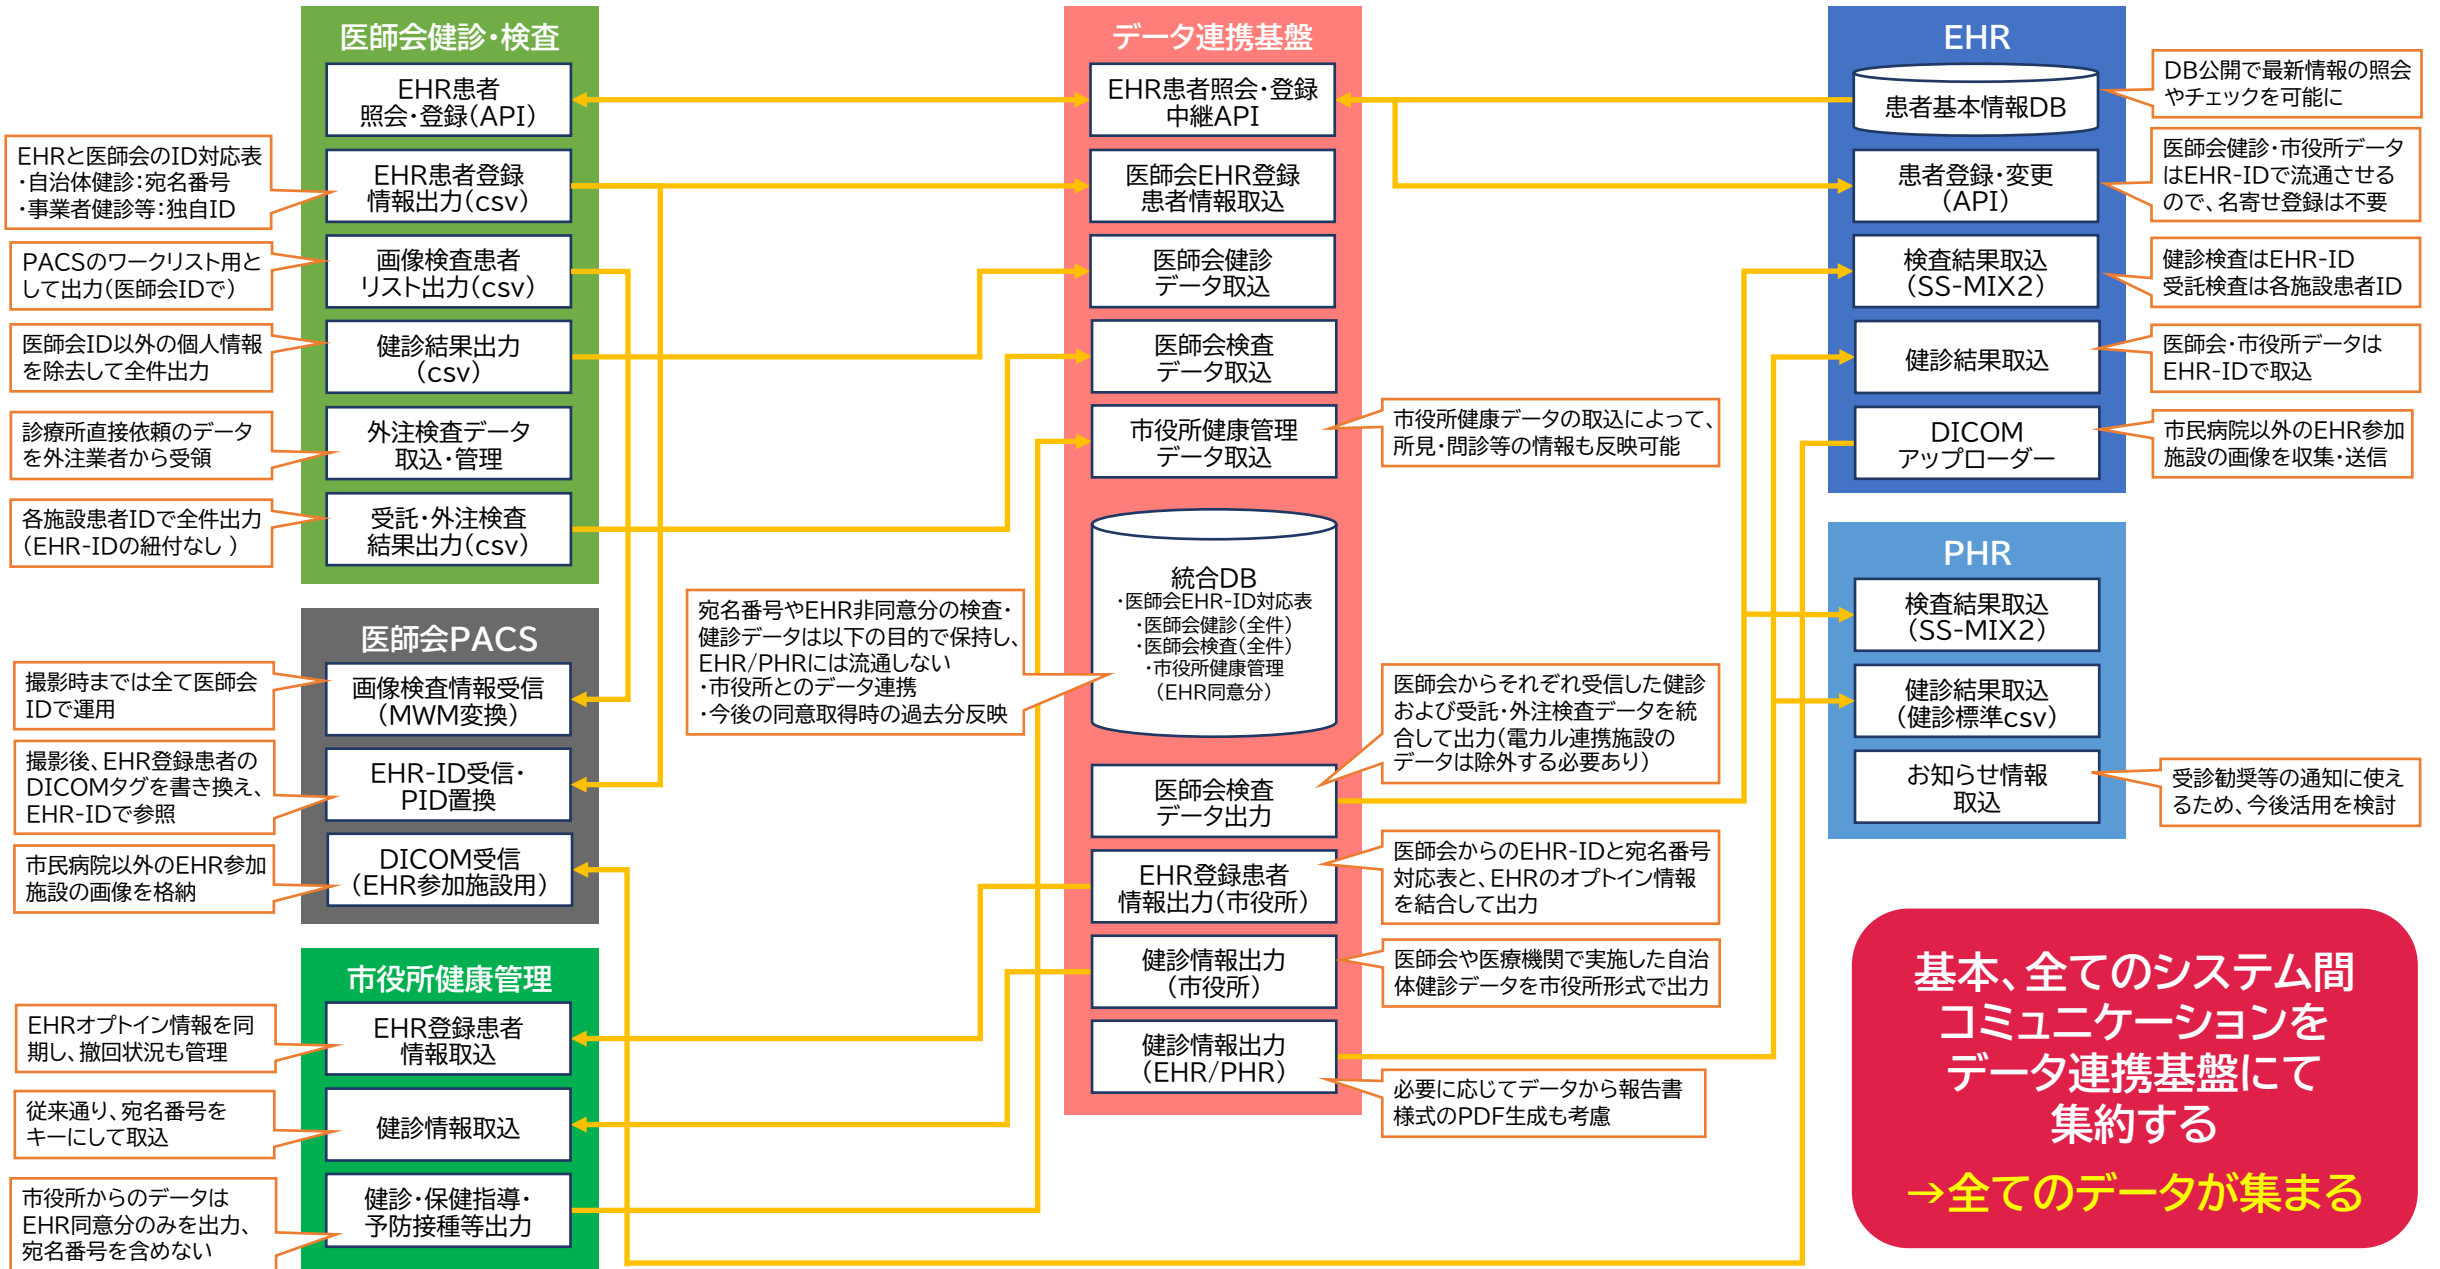 医師会健診・検査
EHR患者
照会・登録（API）
EHR患者登録
情報出力（csv）
画像検査患者
リスト出力（csv）
健診結果出力
（csv）
外注検査データ
取込・管理
受託・外注検査
結果出力（csv）
EHRと医師会のID対応表
・自治体健診：宛名番号
・事業者健診等：独自ID
PACSのワークリスト用と
して出力（医師会IDで）
医師会ID以外の個人情報
を除去して全件出力
診療所直接依頼のデータ
を外注業者から受領
各施設患者IDで全件出力
（EHR-IDの紐付なし ）
医師会PACS
画像検査情報受信
（MWM変換）
EHR-ID受信・
PID置換
DICOM受信
（EHR参加施設用）
撮影時までは全て医師会
IDで運用
撮影後、EHR登録患者の
DICOMタグを書き換え、
EHR-IDで参照
市民病院以外のEHR参加
施設の画像を格納
市役所健康管理
EHR登録患者
情報取込
健診情報取込
健診・保健指導・
予防接種等出力
EHRオプトイン情報を同
期し、撤回状況も管理
従来通り、宛名番号を
キーにして取込
市役所からのデータは
EHR同意分のみを出力、
宛名番号を含めない
データ連携基盤
EHR患者照会・登録
中継API
医師会EHR登録
患者情報取込
医師会健診
データ取込
医師会検査
データ取込
市役所健康管理
データ取込
統合DB
・医師会EHR-ID対応表
・医師会健診（全件）
・医師会検査（全件）
・市役所健康管理
（EHR同意分）
医師会検査
データ出力
EHR登録患者
情報出力（市役所）
健診情報出力
（市役所）
健診情報出力
（EHR/PHR）
宛名番号やEHR非同意分の検査・
健診データは以下の目的で保持し、
EHR/PHRには流通しない
・市役所とのデータ連携
・今後の同意取得時の過去分反映
市役所健康データの取込によって、
所見・問診等の情報も反映可能
医師会からそれぞれ受信した健診
および受託・外注検査データを統
合して出力（電カル連携施設の
データは除外する必要あり）
医師会からのEHR-IDと宛名番号
対応表と、EHRのオプトイン情報
を結合して出力
医師会や医療機関で実施した自治
体健診データを市役所形式で出力
必要に応じてデータから報告書
様式のPDF生成も考慮
EHR
患者基本情報DB
患者登録・変更
（API）
検査結果取込
（SS-MIX2）
健診結果取込
DICOM
アップローダー
DB公開で最新情報の照会
やチェックを可能に
医師会健診・市役所データ
はEHR-IDで流通させる
ので、名寄せ登録は不要
健診検査はEHR-ID
受託検査は各施設患者ID
医師会・市役所データは
EHR-IDで取込
市民病院以外のEHR参加
施設の画像を収集・送信
PHR
検査結果取込
（SS-MIX2）
健診結果取込
（健診標準csv）
お知らせ情報
取込
受診勧奨等の通知に使え
るため、今後活用を検討
基本、全てのシステム間
コミュニケーションを
データ連携基盤にて
集約する
→全てのデータが集まる